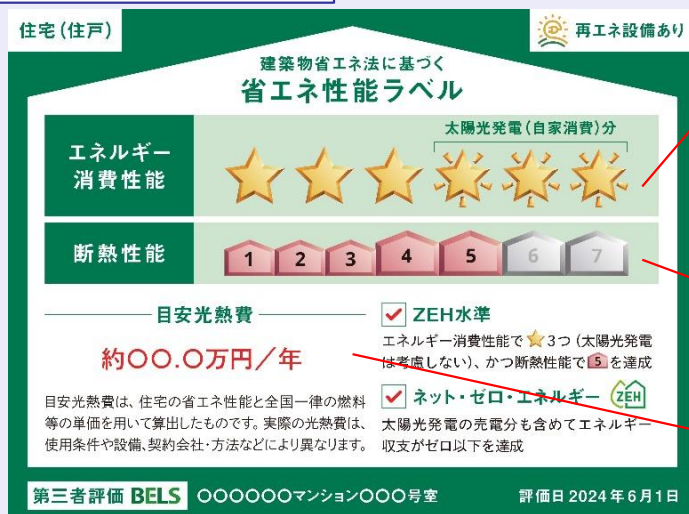 住宅(住戸)
再エネ設備あり
建築物省エネ法に基づく
省エネ性能ラベル
太陽光発電(自家消費)分
エネルギー
消費性能
断熱性能
1 2 3 4 5 6 7
目安光熱費
約〇〇.0万円/年
目安光熱費は、住宅の省エネ性能と全国一律の燃料
等の単価を用いて算出したものです。実際の光熱費は、
使用条件や設備、契約会社・方法などにより異なります。
ZEH水準
エネルギー消費性能で⭐3つ(太陽光発電
は考慮しない)、かつ断熱性能で5を達成
ネット・ゼロ・エネルギー ZEH
太陽光発電の売電分も含めてエネルギー
収支がゼロ以下を達成
第三者評価 BELS 〇〇〇〇〇〇マンション〇〇〇号室
評価日2024年6月1日